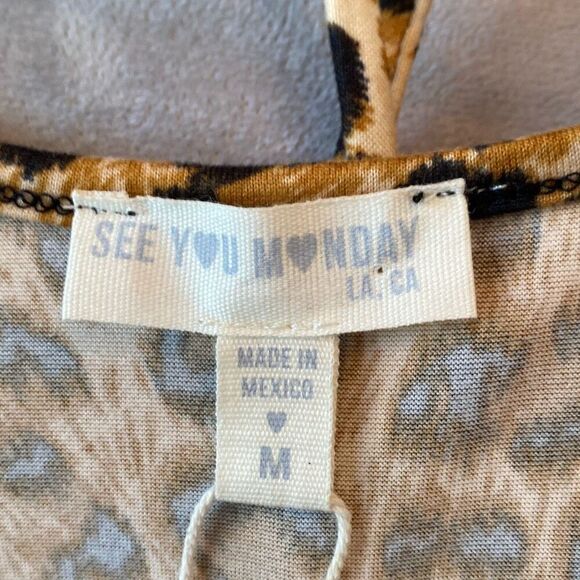 SEE Y♥U M♥NDAY
LA, CA
MADE IN
MEXICO
♥
M